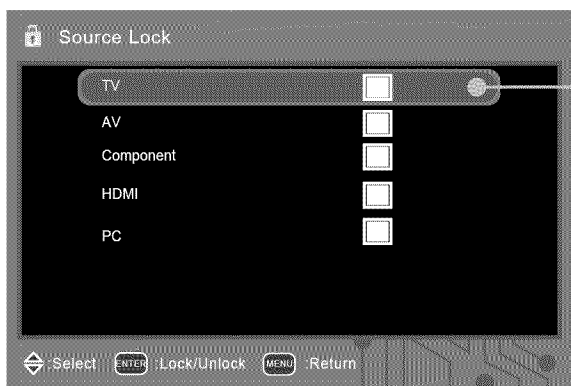 Source Lock
TV
AV
Component
HDMI
PC
:Select ENTER :Lock/Unlock MENU :Return